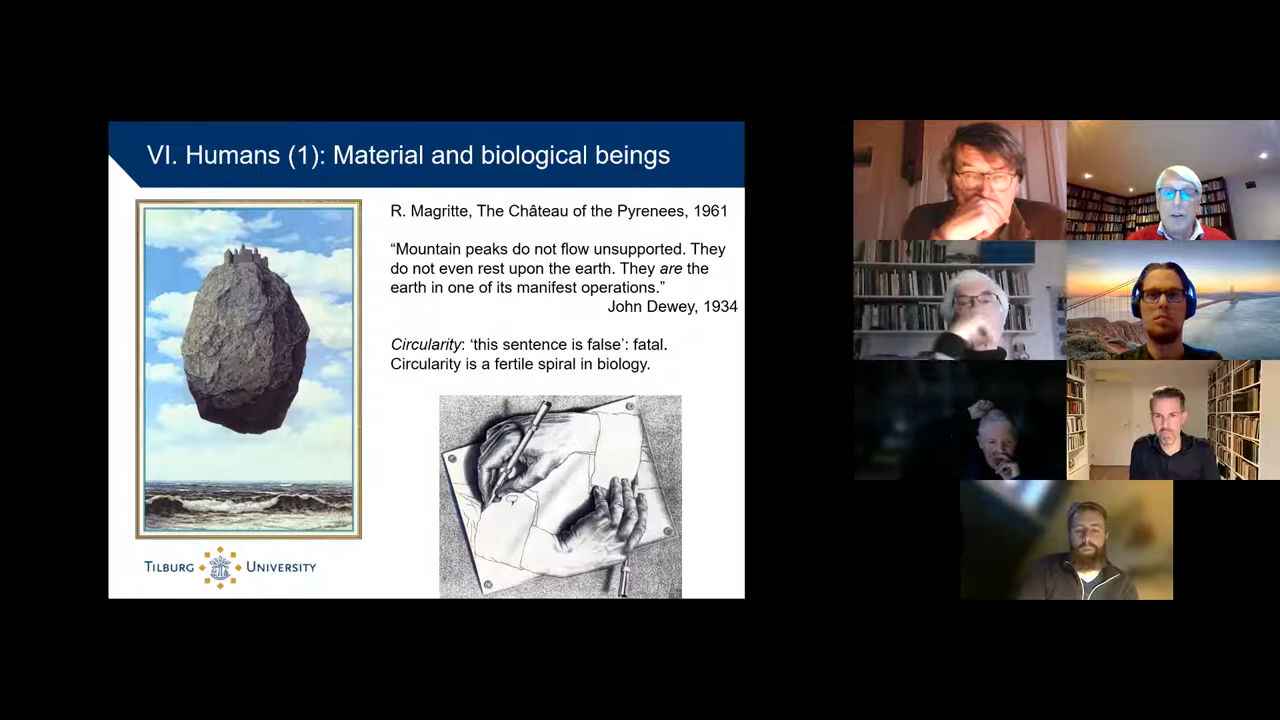 VI. Humans (1): Material and biological beings
R. Magritte, The Château of the Pyrenees, 1961
“Mountain peaks do not flow unsupported. They
do not even rest upon the earth. They are the
earth in one of its manifest operations.”
John Dewey, 1934
Circularity: ‘this sentence is false’: fatal.
Circularity is a fertile spiral in biology.
TILBURG UNIVERSITY